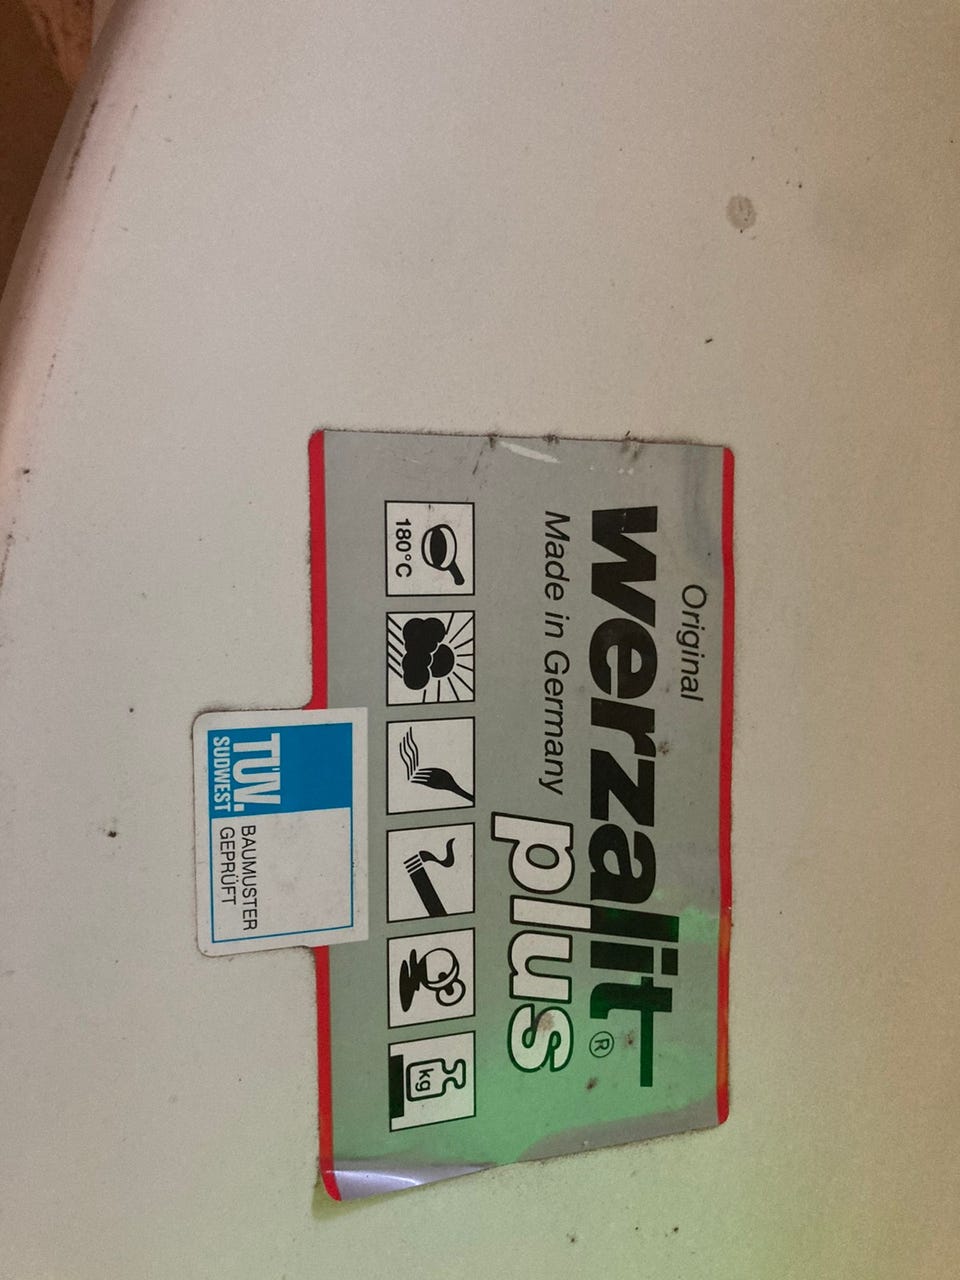 Original
werzalit®
Made in Germany
plus
180°C
kg
TÜV.
SÜDWEST
BAUMUSTER
GEPRÜFT